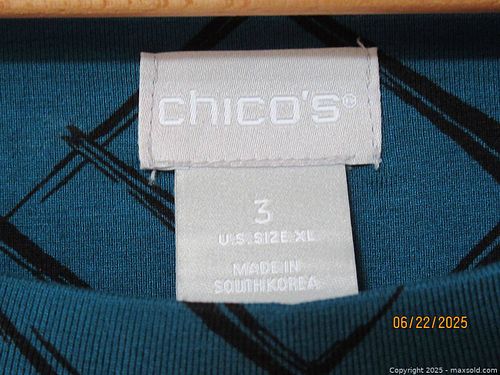 chico's®
3
U.S. SIZE XL
MADE IN
SOUTH KOREA
06/22/2025
Copyright 2025 - maxsold.com